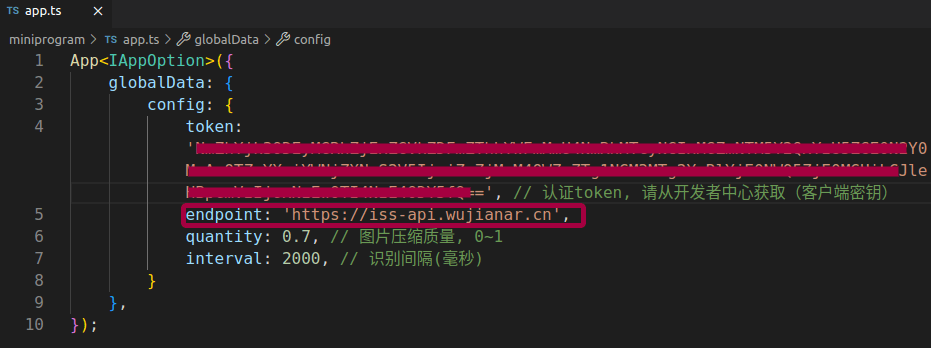 TS app.ts ×
miniprogram > TS app.ts > globalData > config
1 App<IAppOption>({
2 globalData: {
3 config: {
4 token:
Y0
Jle
==', // 认证token, 请从开发者中心获取（客户端密钥）
5 endpoint: 'https://iss-api.wujianar.cn',
6 quantity: 0.7, // 图片压缩质量, 0~1
7 interval: 2000, // 识别间隔(毫秒)
8 }
9 },
10 });